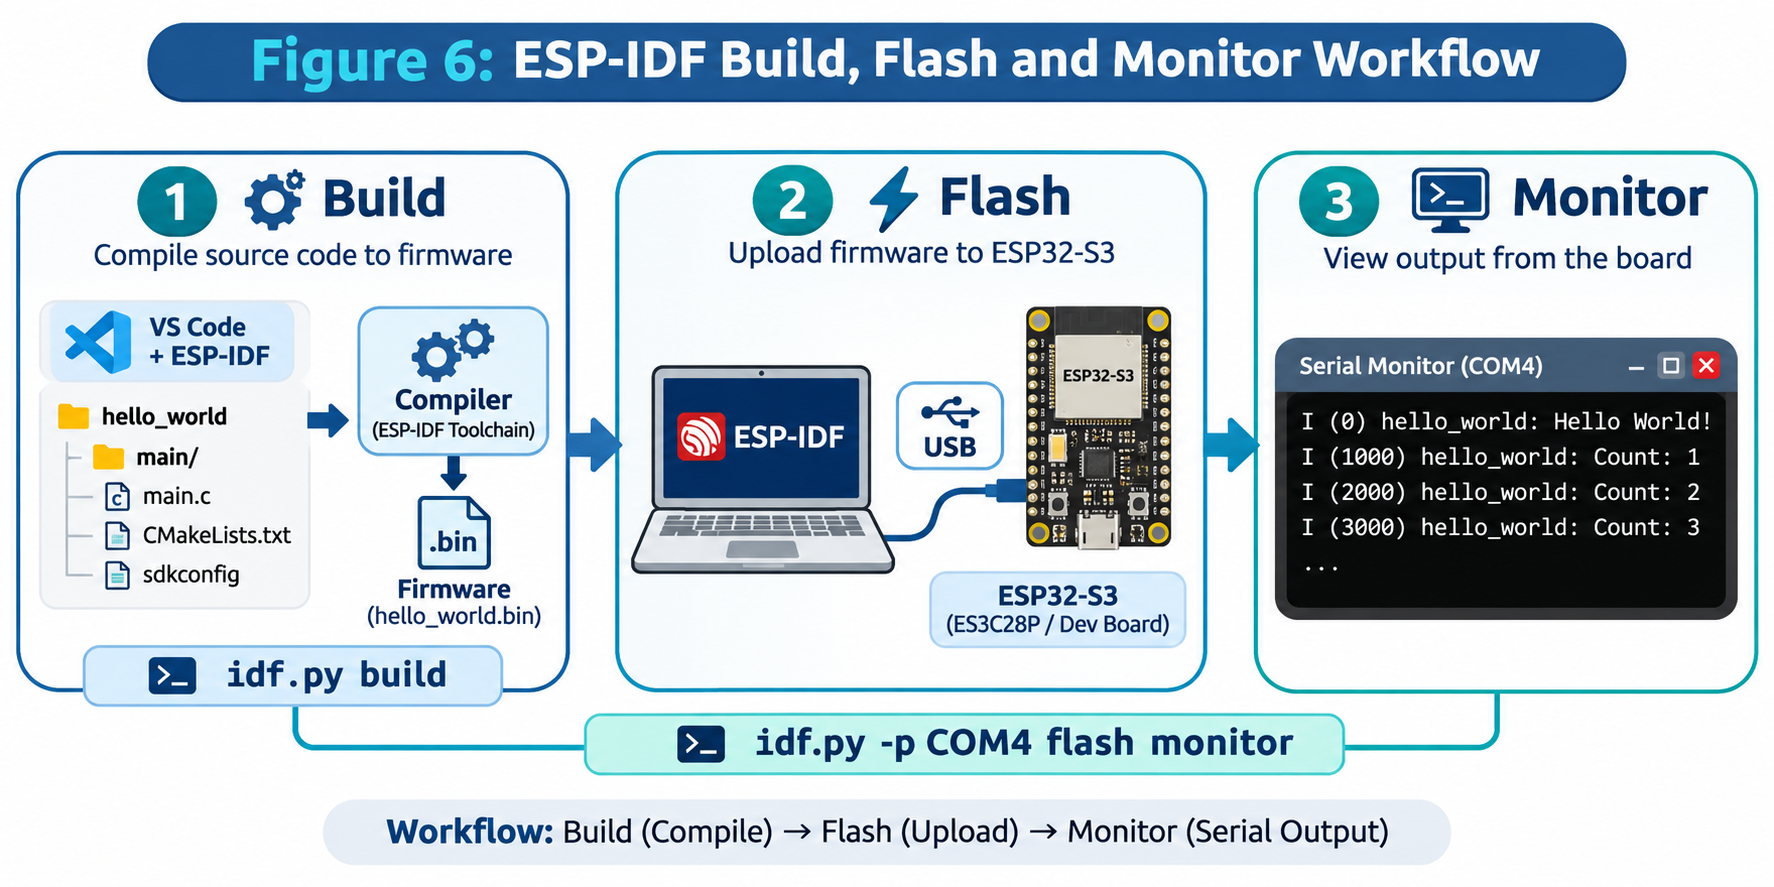 Figure 6: ESP-IDF Build, Flash and Monitor Workflow
1 Build
Compile source code to firmware
VS Code
+ ESP-IDF
hello_world
main/
C main.c
CMakeLists.txt
sdkconfig
Compiler
(ESP-IDF Toolchain)
.bin
Firmware
(hello_world.bin)
>_ idf.py build
2 Flash
Upload firmware to ESP32-S3
ESP-IDF
USB
ESP32-S3
ESP32-S3
(ES3C28P / Dev Board)
3 >_ Monitor
View output from the board
Serial Monitor (COM4)
I (0) hello_world: Hello World!
I (1000) hello_world: Count: 1
I (2000) hello_world: Count: 2
I (3000) hello_world: Count: 3
...
>_ idf.py -p COM4 flash monitor
Workflow: Build (Compile) → Flash (Upload) → Monitor (Serial Output)